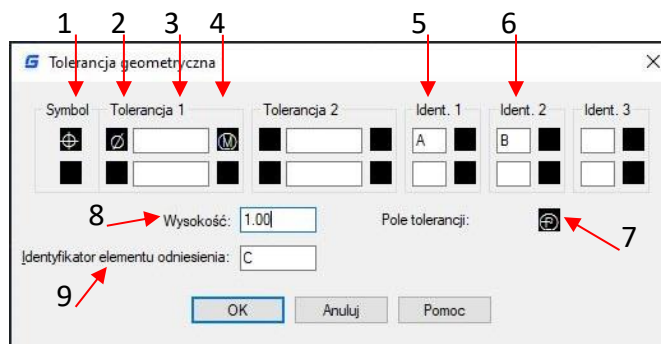 1 2 3 4 5 6
G Tolerancja geometryczna
Symbol Tolerancja 1 Tolerancja 2 Ident. 1 Ident. 2 Ident. 3
⌖ Ø Ⓜ A B
8 Wysokość: 1.00 Pole tolerancji: Ⓟ 7
Identyfikator elementu odniesienia: C
9
OK Anuluj Pomoc